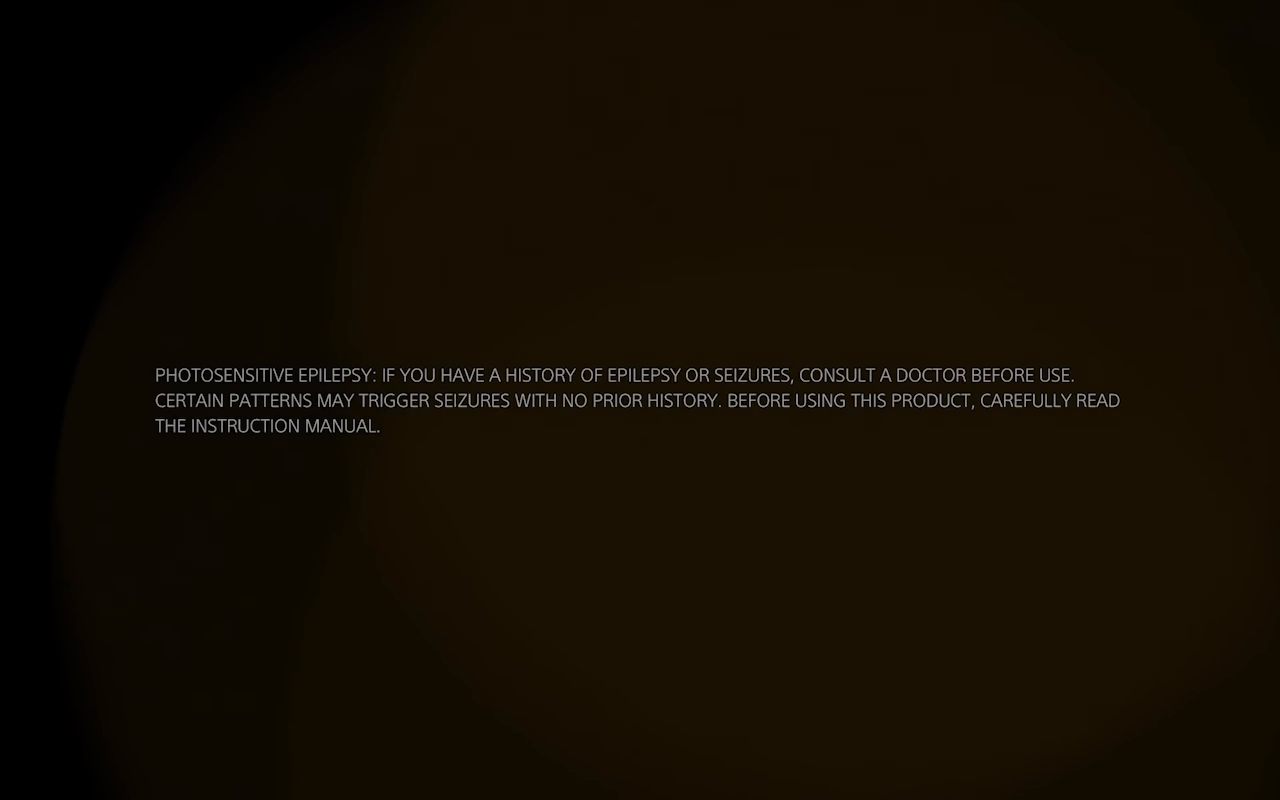 PHOTOSENSITIVE EPILEPSY: IF YOU HAVE A HISTORY OF EPILEPSY OR SEIZURES, CONSULT A DOCTOR BEFORE USE.
CERTAIN PATTERNS MAY TRIGGER SEIZURES WITH NO PRIOR HISTORY. BEFORE USING THIS PRODUCT, CAREFULLY READ
THE INSTRUCTION MANUAL.